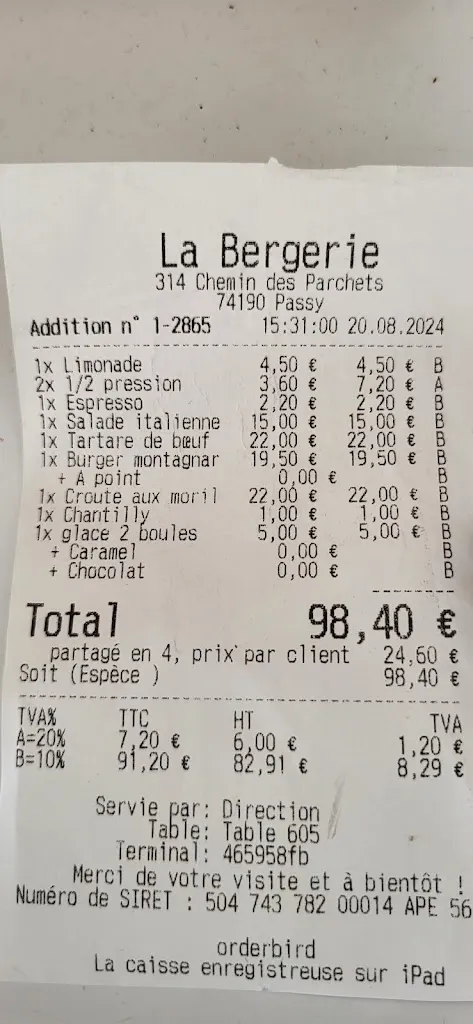 La Bergerie
314 Chemin des Parchets
74190 Passy
Addition n° 1-2865 15:31:00 20.08.2024
1x Limonade 4,50 € 4,50 € B
2x 1/2 pression 3,60 € 7,20 € A
1x Espresso 2,20 € 2,20 € B
1x Salade italienne 15,00 € 15,00 € B
1x Tartare de bœuf 22,00 € 22,00 € B
1x Burger montagnar 19,50 € 19,50 € B
+ A point 0,00 € B
1x Croute aux moril 22,00 € 22,00 € B
1x Chantilly 1,00 € 1,00 € B
1x glace 2 boules 5,00 € 5,00 € B
+ Caramel 0,00 € B
+ Chocolat 0,00 € B
Total 98,40 €
partagé en 4, prix par client 24,60 €
Soit (Espèce ) 98,40 €
TVA% TTC HT TVA
A=20% 7,20 € 6,00 € 1,20 €
B=10% 91,20 € 82,91 € 8,29 €
Servie par: Direction
Table: Table 605
Terminal: 465958fb
Merci de votre visite et à bientôt !
Numéro de SIRET : 504 743 782 00014 APE 56
orderbird
La caisse enregistreuse sur iPad